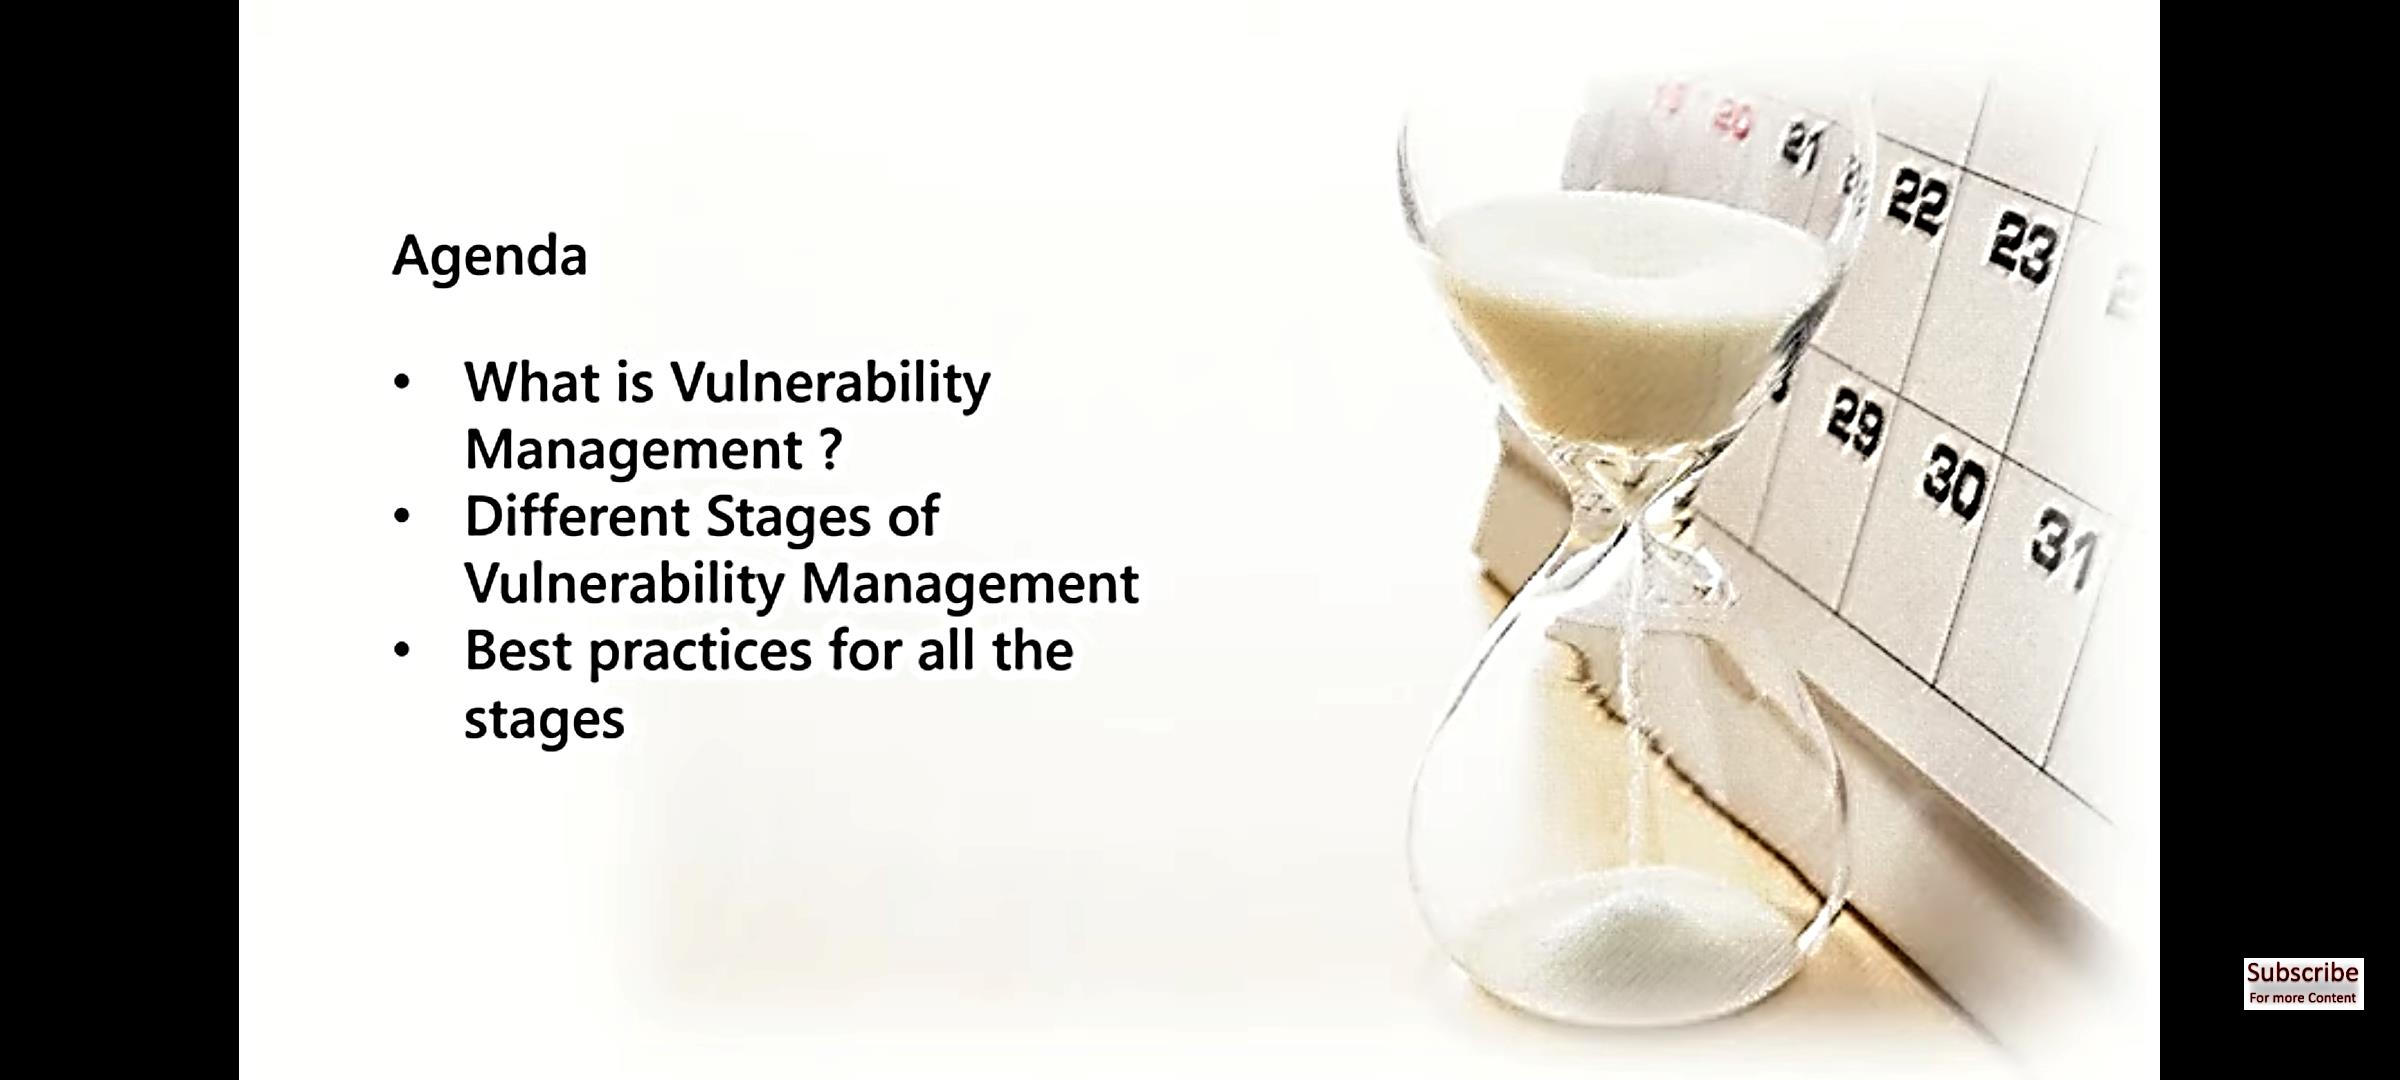 Agenda
• What is Vulnerability
Management ?
• Different Stages of
Vulnerability Management
• Best practices for all the
stages
20
21
22
23
29
30
31
Subscribe
For more Content